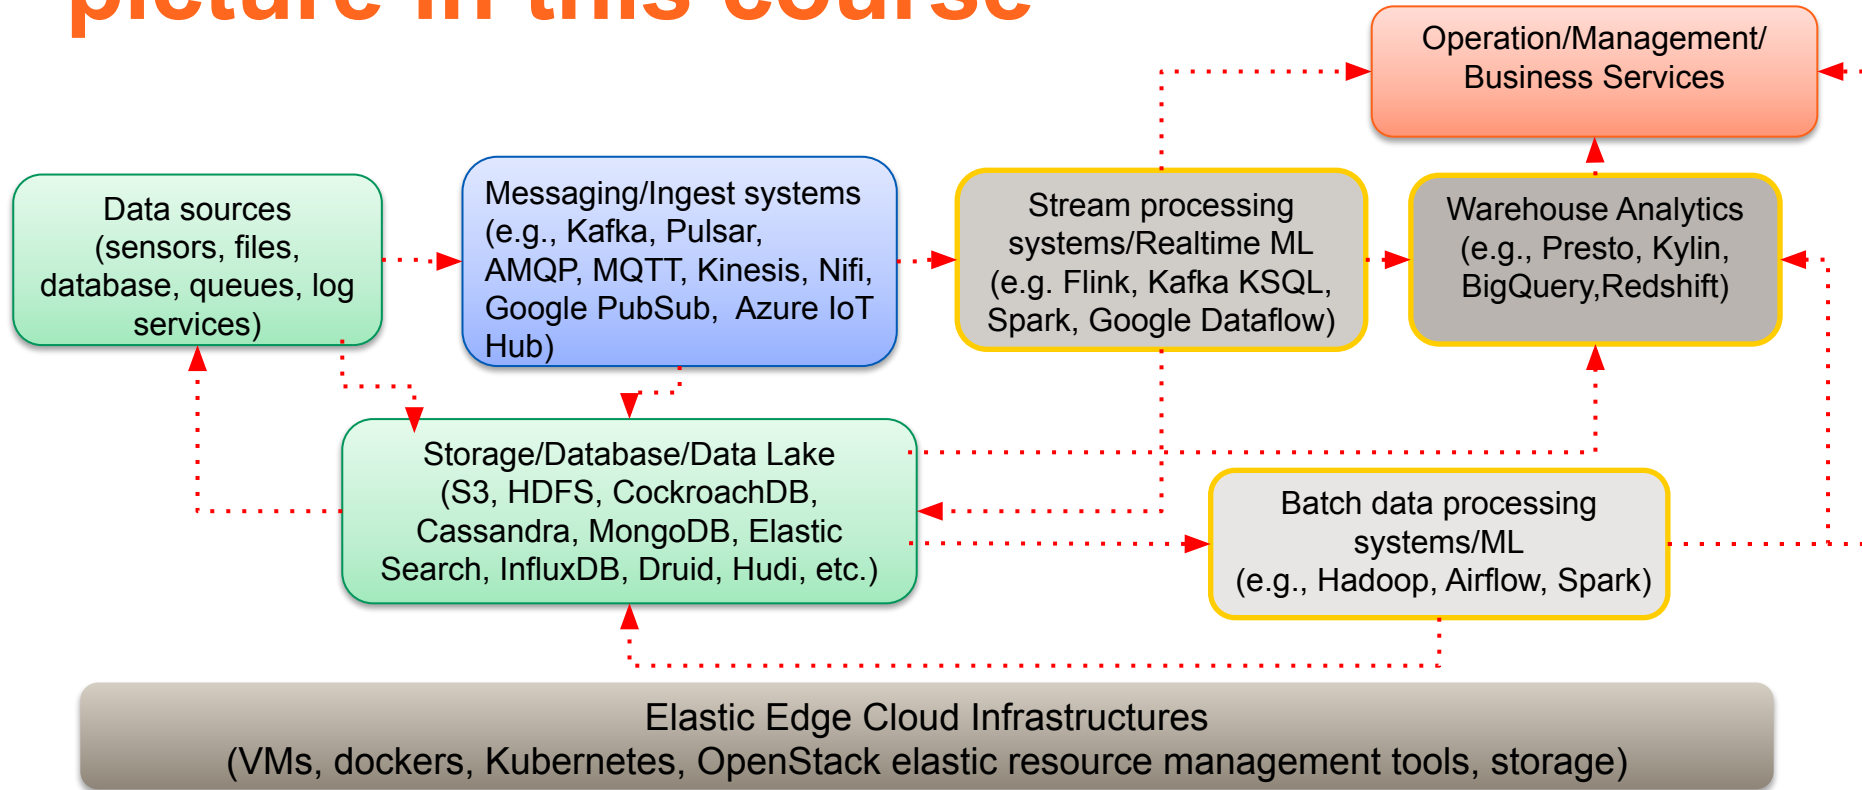 picture in this course
Operation/Management/
Business Services
Data sources
(sensors, files,
database, queues, log
services)
Messaging/Ingest systems
(e.g., Kafka, Pulsar,
AMQP, MQTT, Kinesis, Nifi,
Google PubSub, Azure IoT
Hub)
Stream processing
systems/Realtime ML
(e.g. Flink, Kafka KSQL,
Spark, Google Dataflow)
Warehouse Analytics
(e.g., Presto, Kylin,
BigQuery,Redshift)
Storage/Database/Data Lake
(S3, HDFS, CockroachDB,
Cassandra, MongoDB, Elastic
Search, InfluxDB, Druid, Hudi, etc.)
Batch data processing
systems/ML
(e.g., Hadoop, Airflow, Spark)
Elastic Edge Cloud Infrastructures
(VMs, dockers, Kubernetes, OpenStack elastic resource management tools, storage)